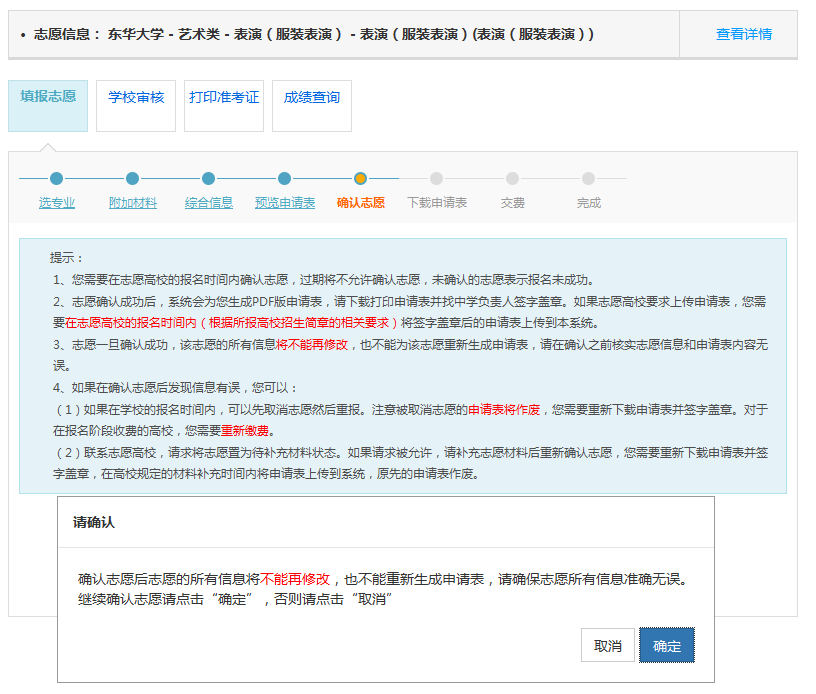 • 志愿信息： 东华大学 - 艺术类 - 表演（服装表演） - 表演（服装表演）(表演（服装表演）)
查看详情
填报志愿 学校审核 打印准考证 成绩查询
选专业 附加材料 综合信息 预览申请表 确认志愿 下载申请表 交费 完成
提示：
1、您需要在志愿高校的报名时间内确认志愿，过期将不允许确认志愿，未确认的志愿表示报名未成功。
2、志愿确认成功后，系统会为您生成PDF版申请表，请下载打印申请表并找中学负责人签字盖章。如果志愿高校要求上传申请表，您需
要在志愿高校的报名时间内（根据所报高校招生简章的相关要求）将签字盖章后的申请表上传到本系统。
3、志愿一旦确认成功，该志愿的所有信息将不能再修改，也不能为该志愿重新生成申请表，请在确认之前核实志愿信息和申请表内容无
误。
4、如果在确认志愿后发现信息有误，您可以：
（1）如果在学校的报名时间内，可以先取消志愿然后重报。注意被取消志愿的申请表将作废，您需要重新下载申请表并签字盖章。对于
在报名阶段收费的高校，您需要重新缴费。
（2）联系志愿高校，请求将志愿置为待补充材料状态。如果请求被允许，请补充志愿材料后重新确认志愿，您需要重新下载申请表并签
字盖章，在高校规定的材料补充时间内将申请表上传到系统，原先的申请表作废。
请确认
确认志愿后志愿的所有信息将不能再修改，也不能重新生成申请表，请确保志愿所有信息准确无误。
继续确认志愿请点击“确定”，否则请点击“取消”
取消 确定